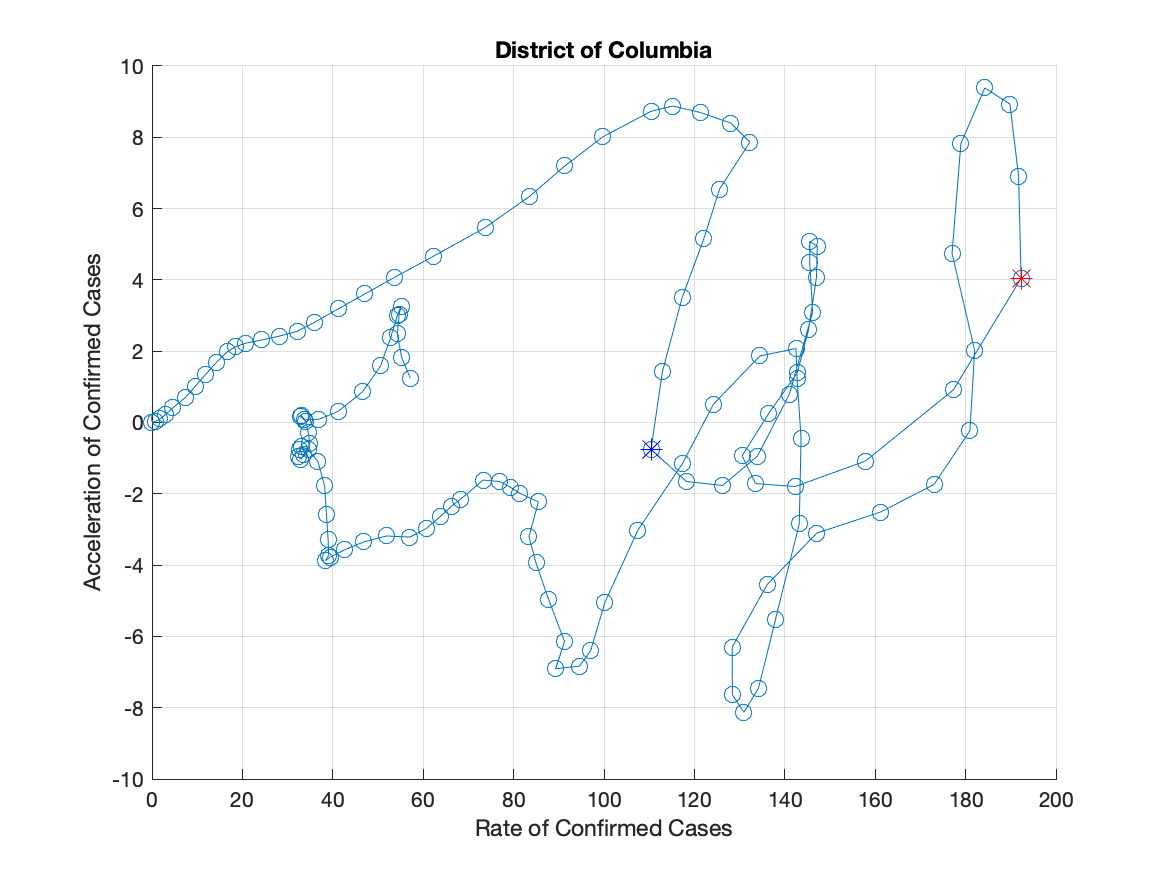 District of Columbia
10
8
6
4
2
0
-2
-4
-6
-8
-10
Acceleration of Confirmed Cases
0 20 40 60 80 100 120 140 160 180 200
Rate of Confirmed Cases